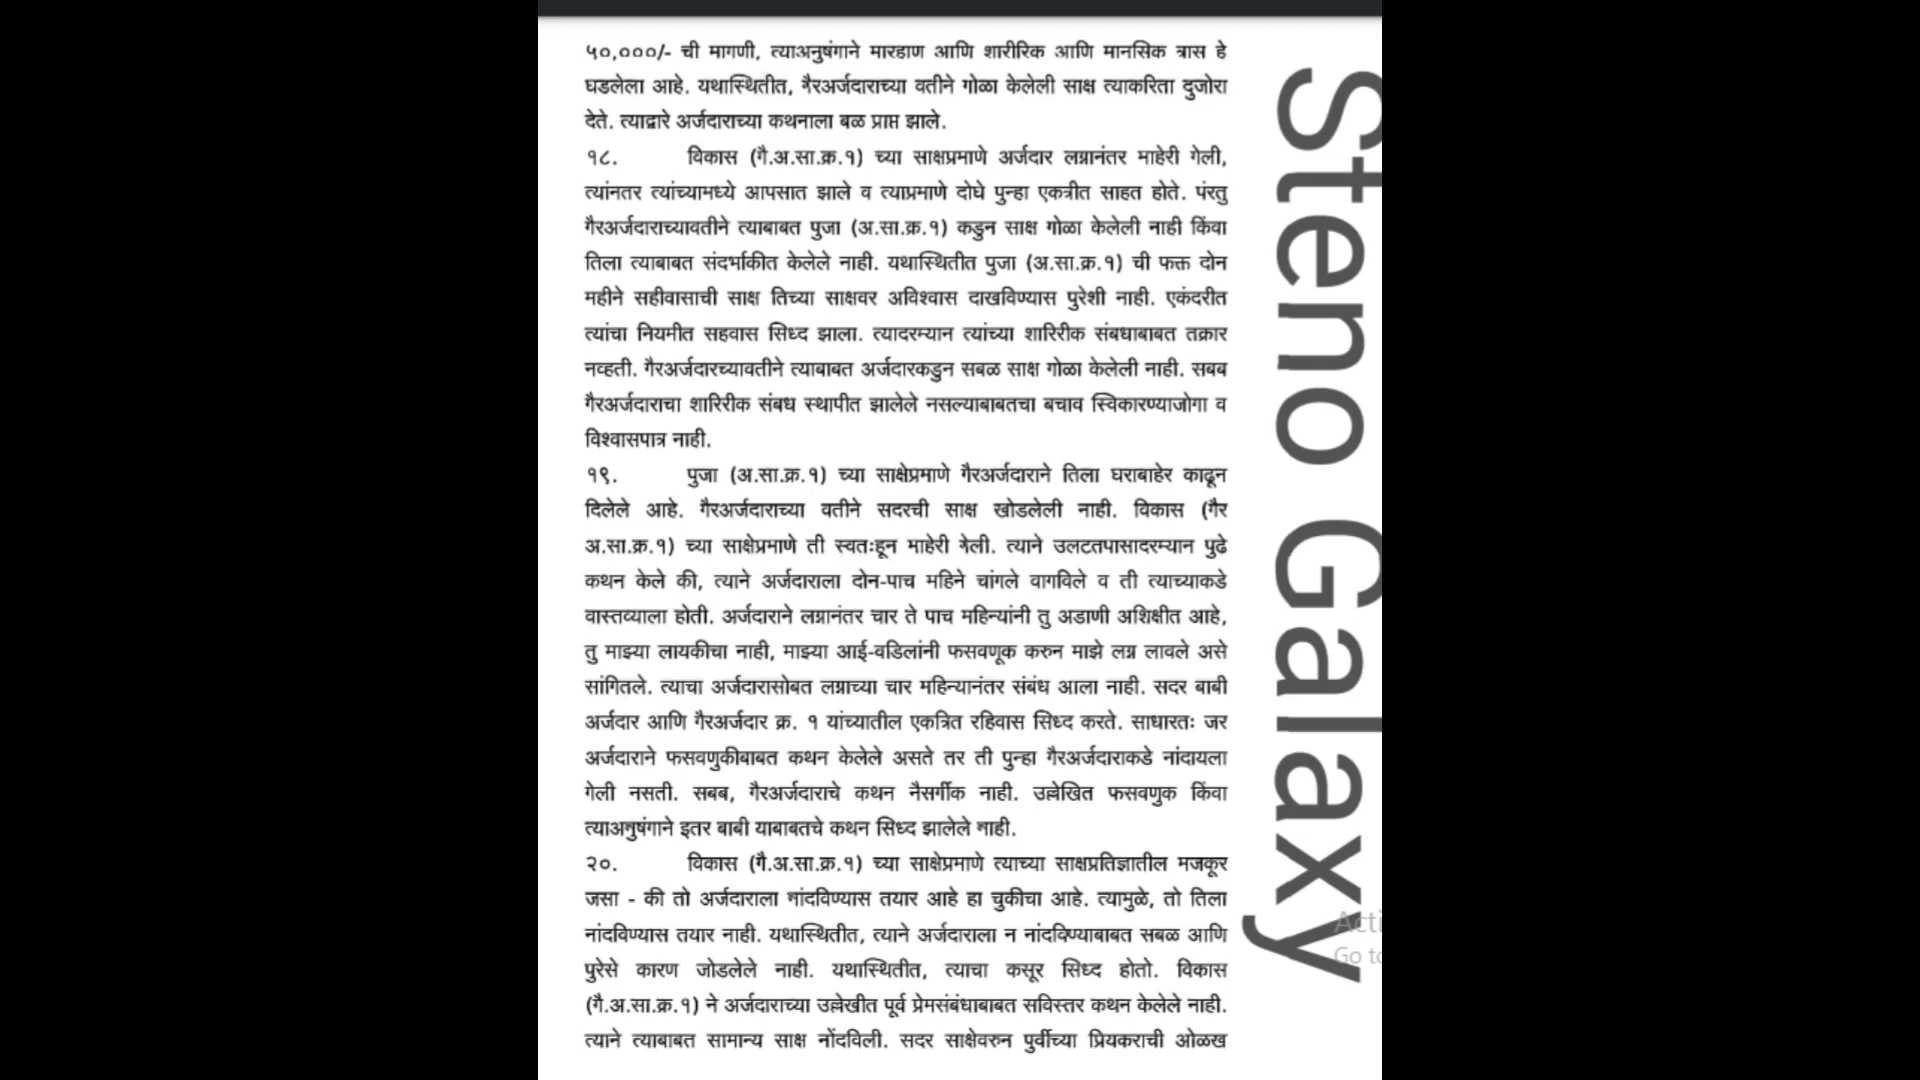 ५०,०००/- ची मागणी, त्याअनुषंगाने मारहाण आणि शारीरिक आणि मानसिक त्रास हे
घडलेला आहे. यथास्थितीत, गैरअर्जदाराच्या वतीने गोळा केलेली साक्ष त्याकरिता दुजोरा
देते. त्याद्वारे अर्जदाराच्या कथनाला बळ प्राप्त झाले.
१८. विकास (गै.अ.सा.क्र.१) च्या साक्षप्रमाणे अर्जदार लग्नानंतर माहेरी गेली,
त्यांनतर त्यांच्यामध्ये आपसात झाले व त्याप्रमाणे दोघे पुन्हा एकत्रीत साहत होते. पंरतु
गैरअर्जदाराच्यावतीने त्याबाबत पुजा (अ.सा.क्र.१) कडुन साक्ष गोळा केलेली नाही किंवा
तिला त्याबाबत संदर्भाकीत केलेले नाही. यथास्थितीत पुजा (अ.सा.क्र.१) ची फक्त दोन
महीने सहीवासाची साक्ष तिच्या साक्षवर अविश्वास दाखविण्यास पुरेशी नाही. एकंदरीत
त्यांचा नियमीत सहवास सिध्द झाला. त्यादरम्यान त्यांच्या शारिरीक संबधाबाबत तक्रार
नव्हती. गैरअर्जदारच्यावतीने त्याबाबत अर्जदारकडुन सबळ साक्ष गोळा केलेली नाही. सबब
गैरअर्जदाराचा शारिरीक संबध स्थापीत झालेले नसल्याबाबतचा बचाव स्विकारण्याजोगा व
विश्वासपात्र नाही.
१९. पुजा (अ.सा.क्र.१) च्या साक्षेप्रमाणे गैरअर्जदाराने तिला घराबाहेर काढून
दिलेले आहे. गैरअर्जदाराच्या वतीने सदरची साक्ष खोडलेली नाही. विकास (गैर
अ.सा.क्र.१) च्या साक्षेप्रमाणे ती स्वतःहून माहेरी गेली. त्याने उलटतपासादरम्यान पुढे
कथन केले की, त्याने अर्जदाराला दोन-पाच महिने चांगले वागविले व ती त्याच्याकडे
वास्तव्याला होती. अर्जदाराने लग्नानंतर चार ते पाच महिन्यांनी तु अडाणी अशिक्षीत आहे,
तु माझ्या लायकीचा नाही, माझ्या आई-वडिलांनी फसवणूक करुन माझे लग्न लावले असे
सांगितले. त्याचा अर्जदारासोबत लग्नाच्या चार महिन्यानंतर संबंध आला नाही. सदर बाबी
अर्जदार आणि गैरअर्जदार क्र. १ यांच्यातील एकत्रित रहिवास सिध्द करते. साधारतः जर
अर्जदाराने फसवणुकीबाबत कथन केलेले असते तर ती पुन्हा गैरअर्जदाराकडे नांदायला
गेली नसती. सबब, गैरअर्जदाराचे कथन नैसर्गीक नाही. उल्लेखित फसवणुक किंवा
त्याअनुषंगाने इतर बाबी याबाबतचे कथन सिध्द झालेले नाही.
२०. विकास (गै.अ.सा.क्र.१) च्या साक्षेप्रमाणे त्याच्या साक्षप्रतिज्ञातील मजकूर
जसा - की तो अर्जदाराला नांदविण्यास तयार आहे हा चुकीचा आहे. त्यामुळे, तो तिला
नांदविण्यास तयार नाही. यथास्थितीत, त्याने अर्जदाराला न नांदविण्याबाबत सबळ आणि
पुरेसे कारण जोडलेले नाही. यथास्थितीत, त्याचा कसूर सिध्द होतो. विकास
(गै.अ.सा.क्र.१) ने अर्जदाराच्या उल्लेखीत पूर्व प्रेमसंबंधाबाबत सविस्तर कथन केलेले नाही.
त्याने त्याबाबत सामान्य साक्ष नोंदविली. सदर साक्षेवरुन पुर्वीच्या प्रियकराची ओळख
Steno Galaxy
Acti
Go to